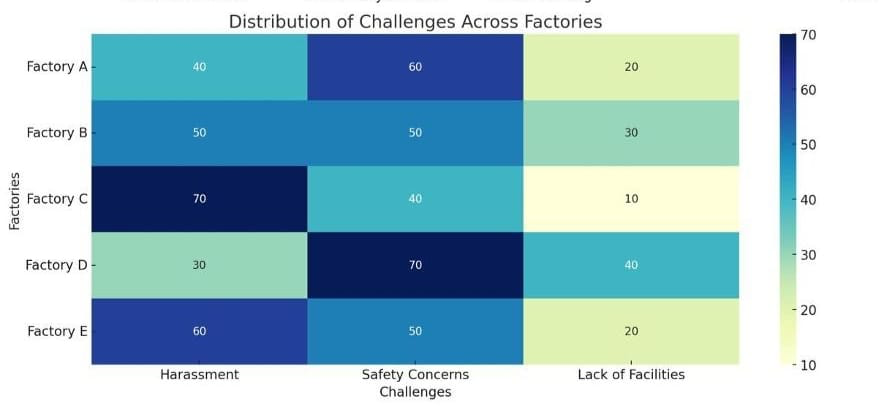 Distribution of Challenges Across Factories
Factory A 40 60 20
Factory B 50 50 30
Factory C 70 40 10
Factory D 30 70 40
Factory E 60 50 20
Factories
Harassment Safety Concerns Lack of Facilities
Challenges
70
60
50
40
30
20
10